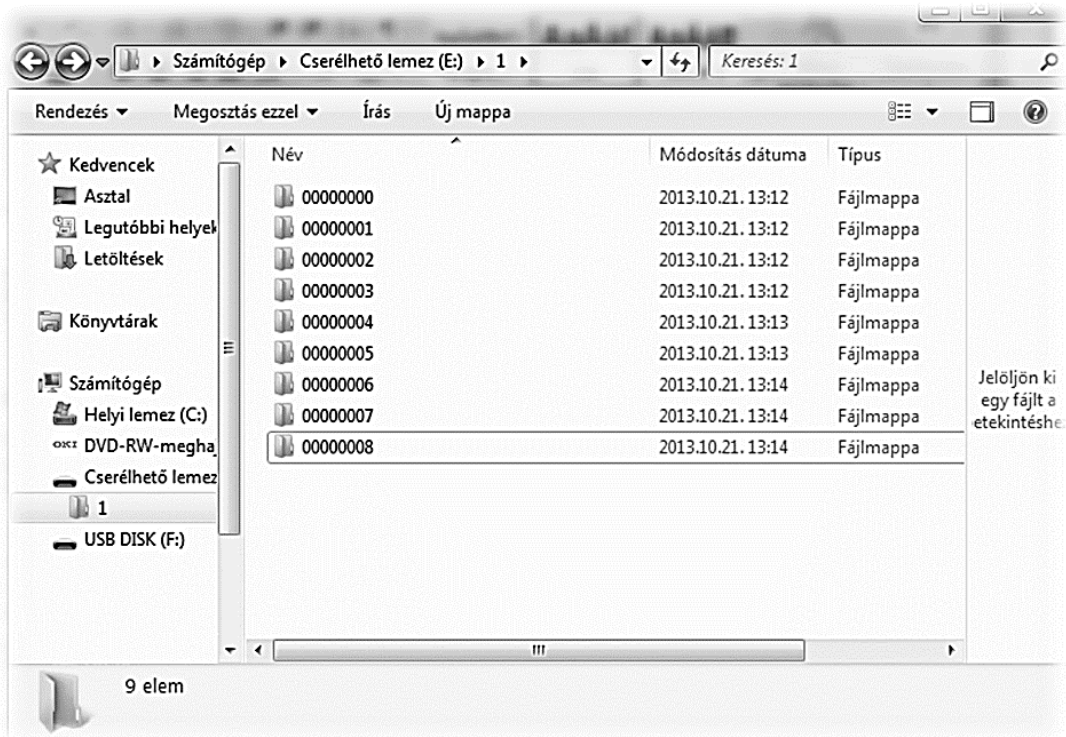 Számítógép ▸ Cserélhető lemez (E:) ▸ 1 ▸
Keresés: 1
Rendezés Megosztás ezzel Írás Új mappa
Kedvencek
Asztal
Legutóbbi helyek
Letöltések
Könyvtárak
Számítógép
Helyi lemez (C:)
DVD-RW-megha
Cserélhető lemez
1
USB DISK (F:)
Név Módosítás dátuma Típus
00000000 2013.10.21. 13:12 Fájlmappa
00000001 2013.10.21. 13:12 Fájlmappa
00000002 2013.10.21. 13:12 Fájlmappa
00000003 2013.10.21. 13:12 Fájlmappa
00000004 2013.10.21. 13:13 Fájlmappa
00000005 2013.10.21. 13:13 Fájlmappa
00000006 2013.10.21. 13:14 Fájlmappa
00000007 2013.10.21. 13:14 Fájlmappa
00000008 2013.10.21. 13:14 Fájlmappa
Jelöljön ki
egy fájlt a
etekintéshe
9 elem